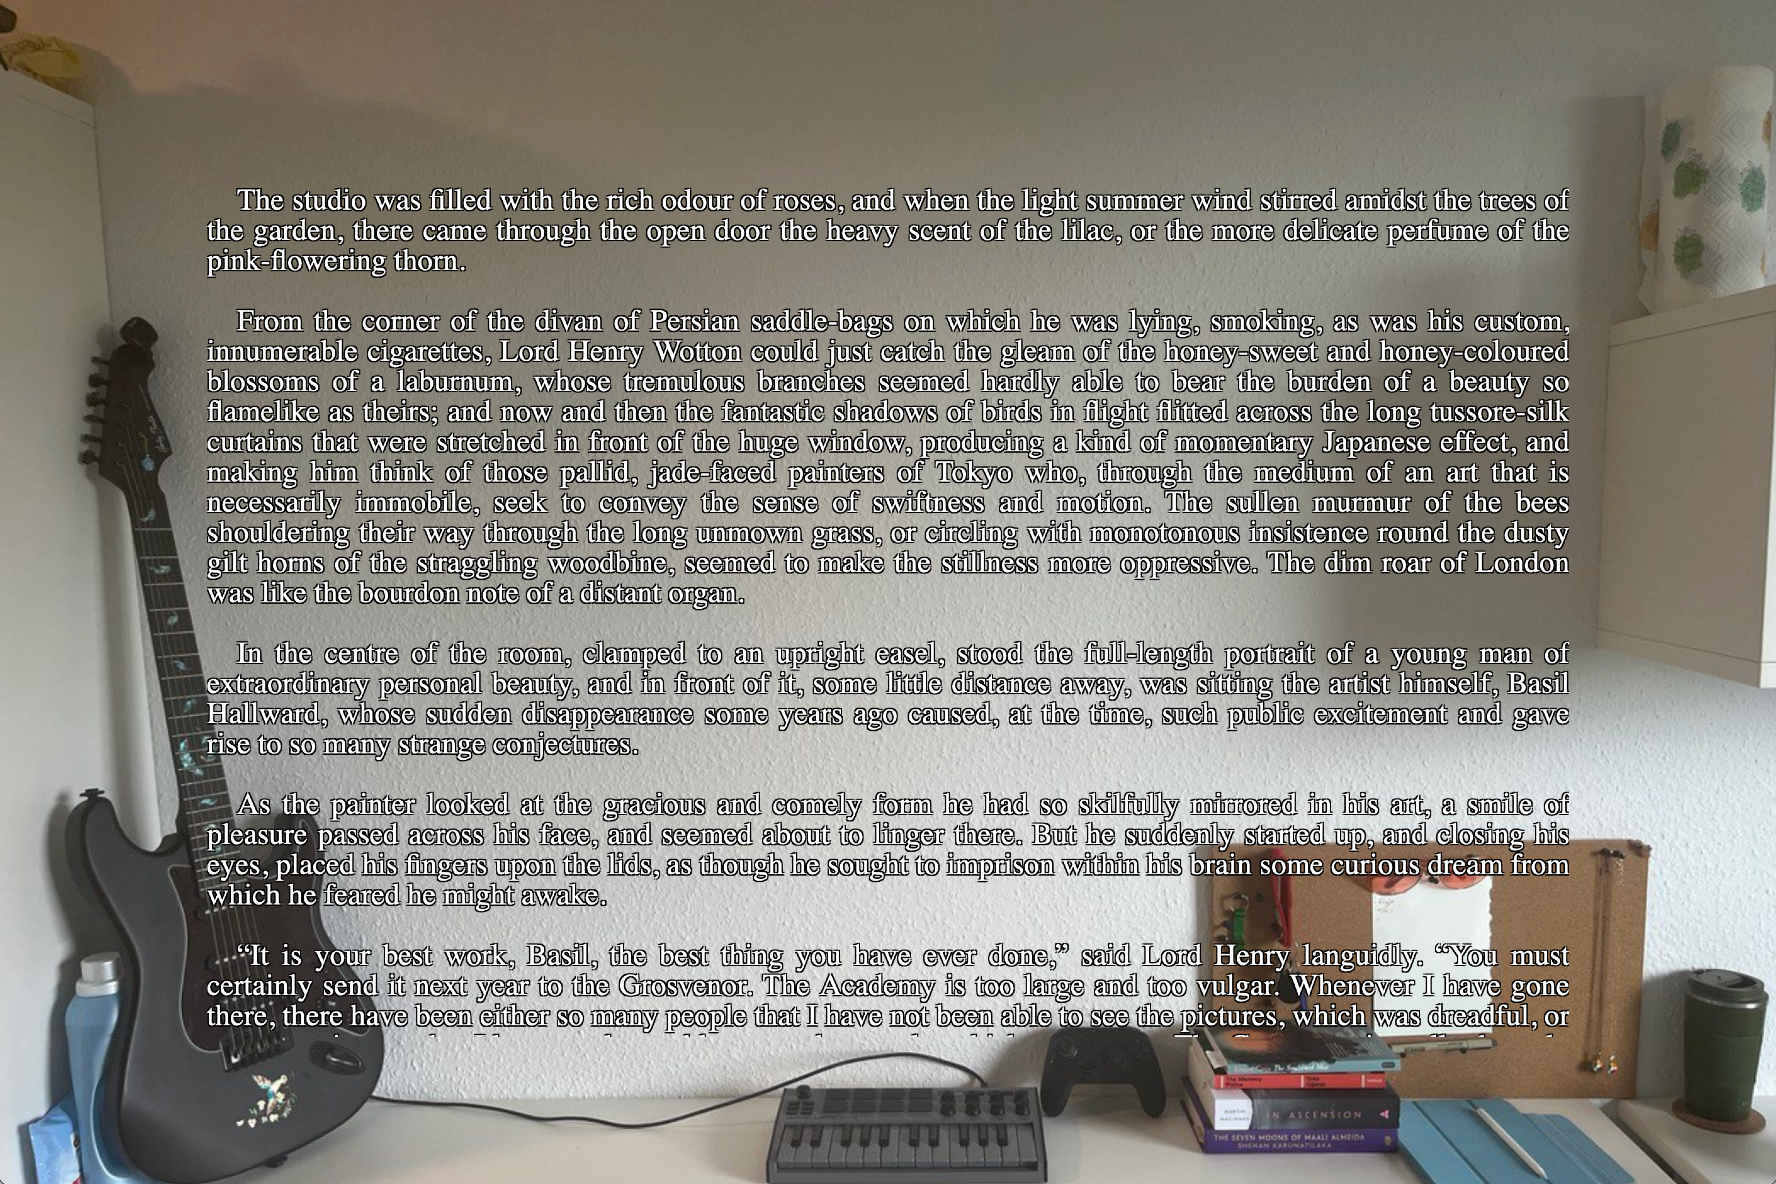 The studio was filled with the rich odour of roses, and when the light summer wind stirred amidst the trees of
the garden, there came through the open door the heavy scent of the lilac, or the more delicate perfume of the
pink-flowering thorn.
From the corner of the divan of Persian saddle-bags on which he was lying, smoking, as was his custom,
innumerable cigarettes, Lord Henry Wotton could just catch the gleam of the honey-sweet and honey-coloured
blossoms of a laburnum, whose tremulous branches seemed hardly able to bear the burden of a beauty so
flamelike as theirs; and now and then the fantastic shadows of birds in flight flitted across the long tussore-silk
curtains that were stretched in front of the huge window, producing a kind of momentary Japanese effect, and
making him think of those pallid, jade-faced painters of Tokyo who, through the medium of an art that is
necessarily immobile, seek to convey the sense of swiftness and motion. The sullen murmur of the bees
shouldering their way through the long unmown grass, or circling with monotonous insistence round the dusty
gilt horns of the straggling woodbine, seemed to make the stillness more oppressive. The dim roar of London
was like the bourdon note of a distant organ.
In the centre of the room, clamped to an upright easel, stood the full-length portrait of a young man of
extraordinary personal beauty, and in front of it, some little distance away, was sitting the artist himself, Basil
Hallward, whose sudden disappearance some years ago caused, at the time, such public excitement and gave
rise to so many strange conjectures.
As the painter looked at the gracious and comely form he had so skilfully mirrored in his art, a smile of
pleasure passed across his face, and seemed about to linger there. But he suddenly started up, and closing his
eyes, placed his fingers upon the lids, as though he sought to imprison within his brain some curious dream from
which he feared he might awake.
“It is your best work, Basil, the best thing you have ever done,” said Lord Henry languidly. “You must
certainly send it next year to the Grosvenor. The Academy is too large and too vulgar. Whenever I have gone
there, there have been either so many people that I have not been able to see the pictures, which was dreadful, or
The Memory
Police
Yoko
Ogawa
MARTIN
MACINNES
IN ASCENSION
THE SEVEN MOONS OF MAALI ALMEIDA
SHEHAN KARUNATILAKA